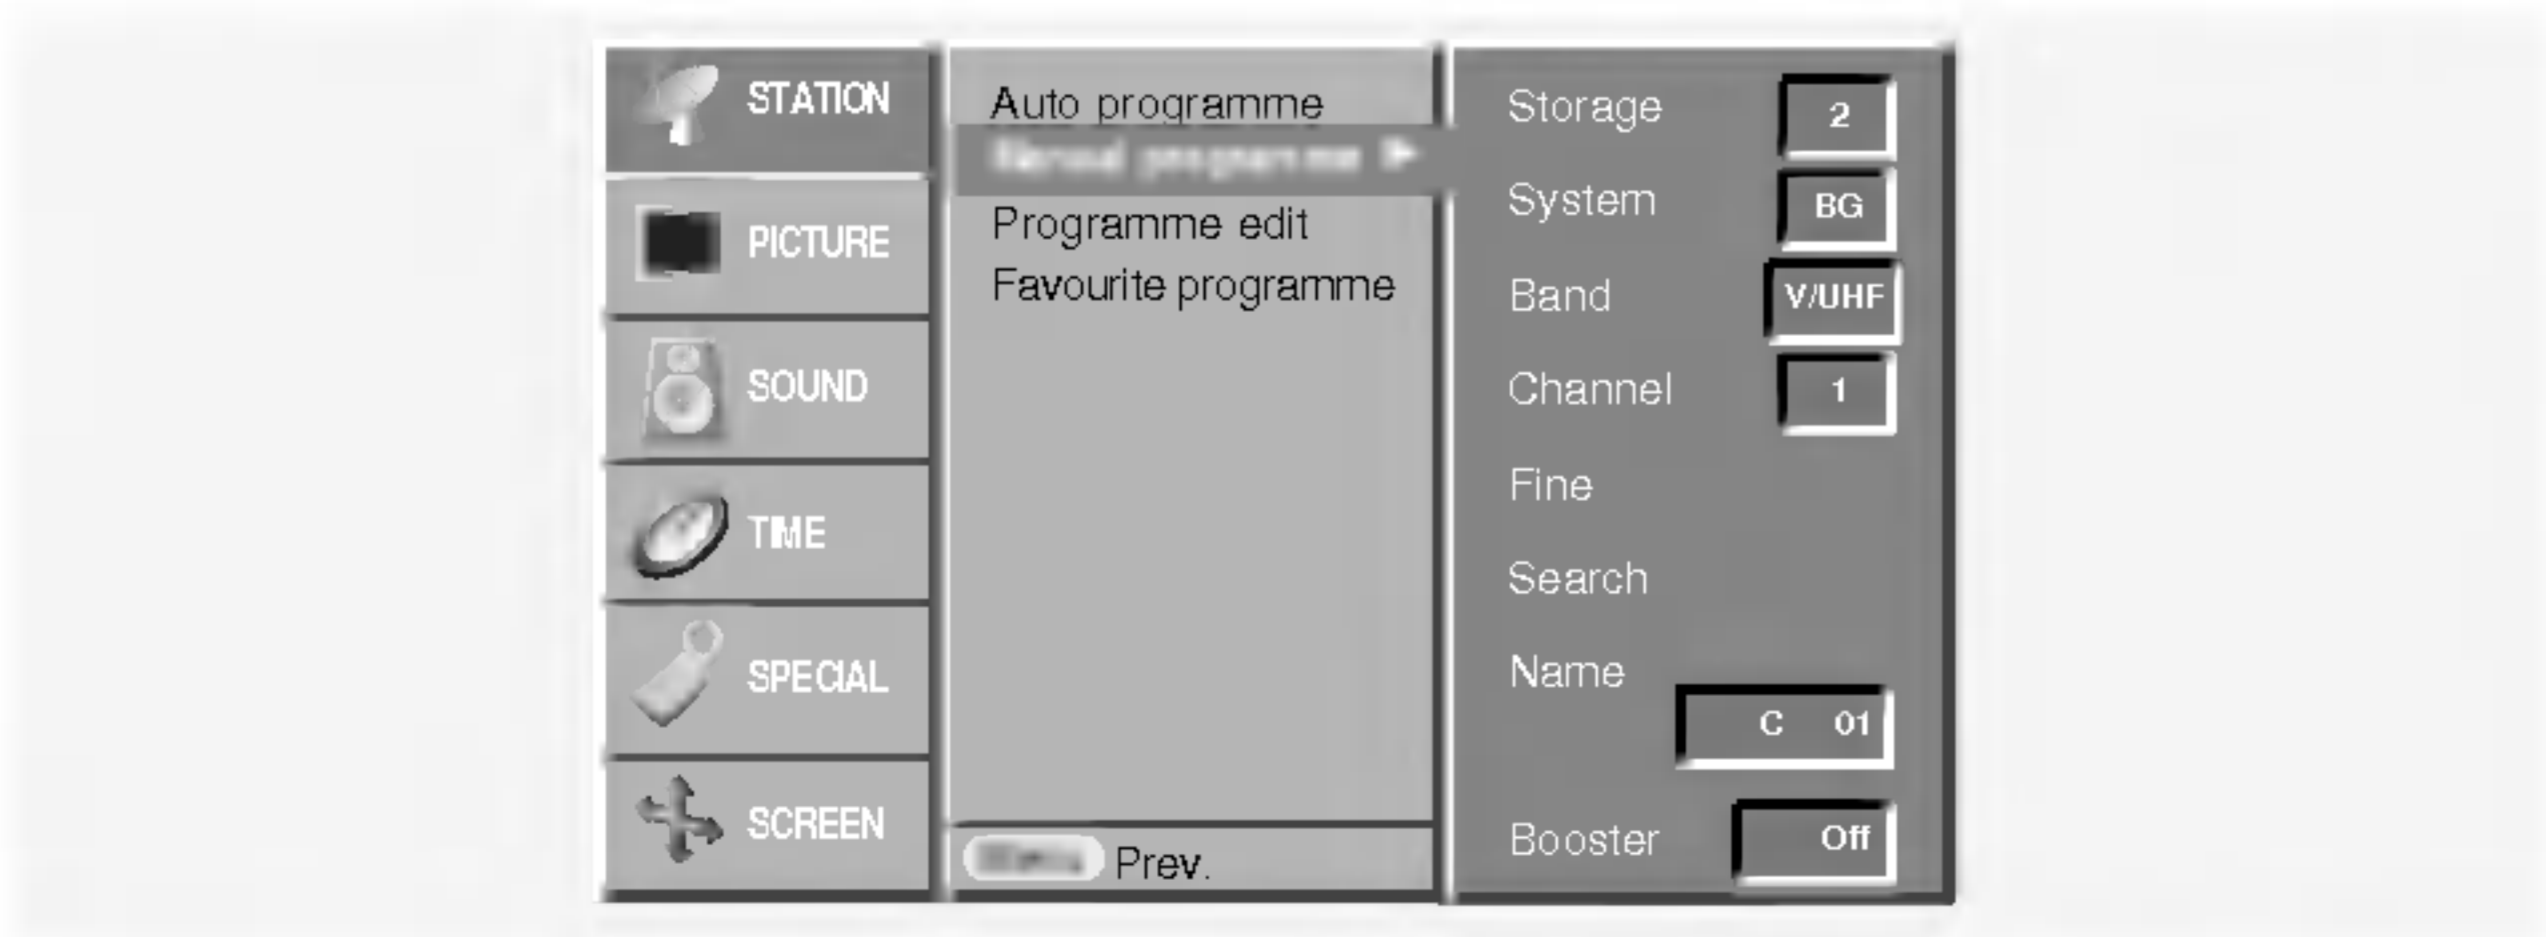 STATION
PICTURE
SOUND
TIME
SPECIAL
SCREEN
Auto programme
programme
Programme edit
Favourite programme
Prev.
Storage 2
System BG
Band V/UHF
Channel 1
Fine
Search
Name
C 01
Booster Off